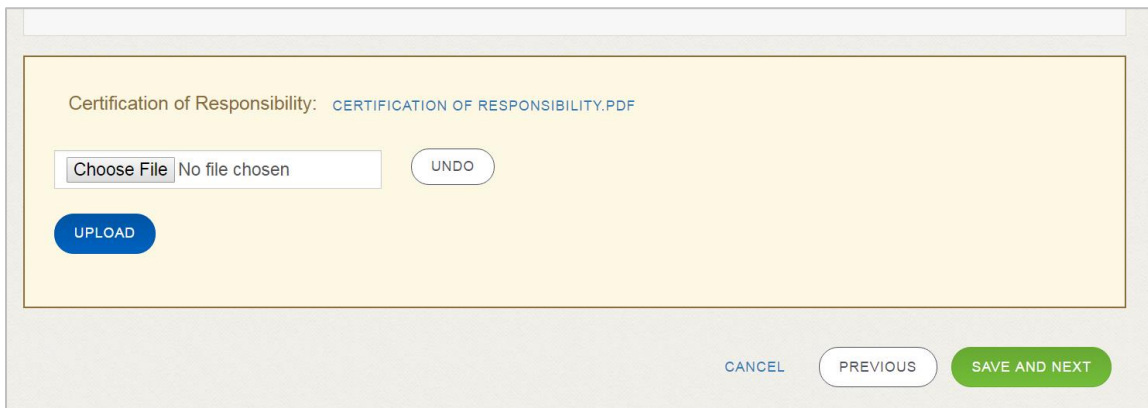 Certification of Responsibility: CERTIFICATION OF RESPONSIBILITY.PDF
Choose File No file chosen UNDO
UPLOAD
CANCEL PREVIOUS SAVE AND NEXT